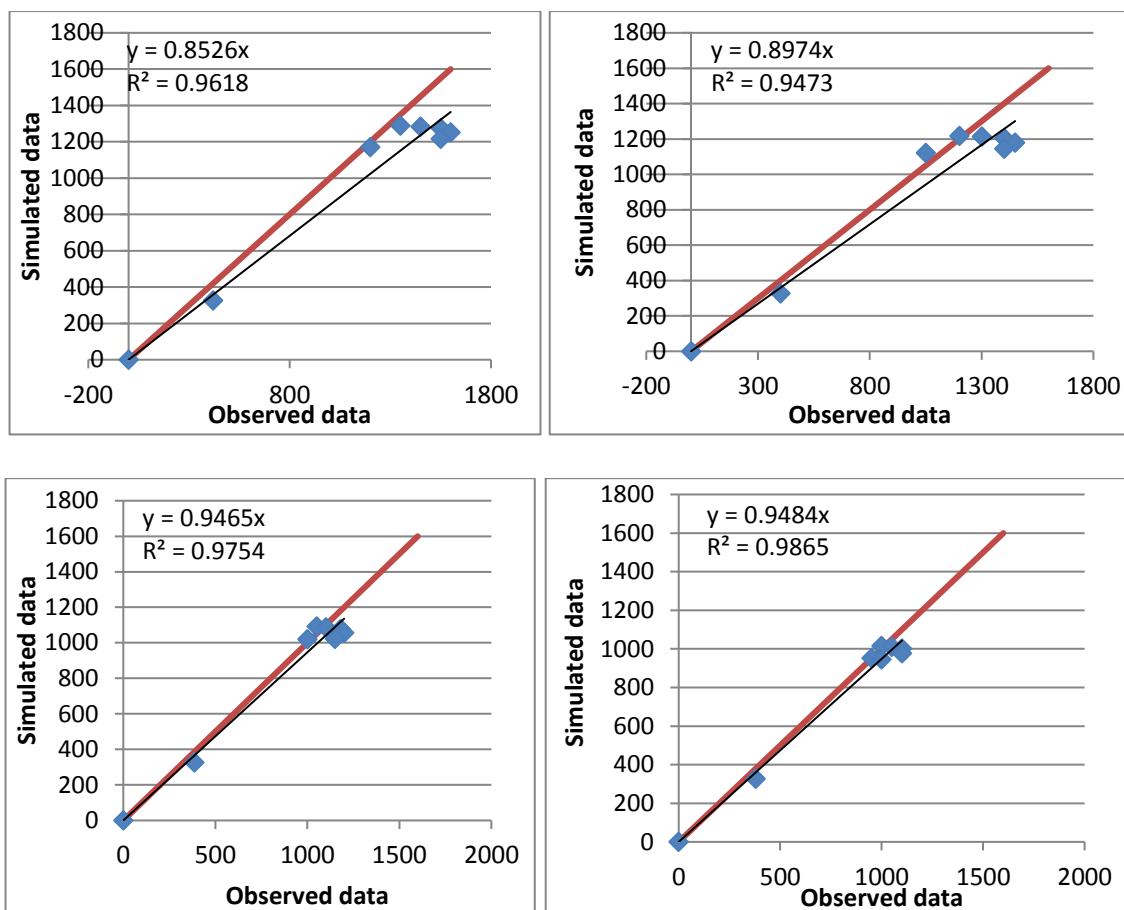 1800
1600
1400
1200
1000
800
600
400
200
0
-200 800 1800
Simulated data
Observed data
y = 0.8526x
R² = 0.9618
1800
1600
1400
1200
1000
800
600
400
200
0
-200 300 800 1300 1800
Simulated data
Observed data
y = 0.8974x
R² = 0.9473
1800
1600
1400
1200
1000
800
600
400
200
0
0 500 1000 1500 2000
Simulated data
Observed data
y = 0.9465x
R² = 0.9754
1800
1600
1400
1200
1000
800
600
400
200
0
0 500 1000 1500 2000
Simulated data
Observed data
y = 0.9484x
R² = 0.9865